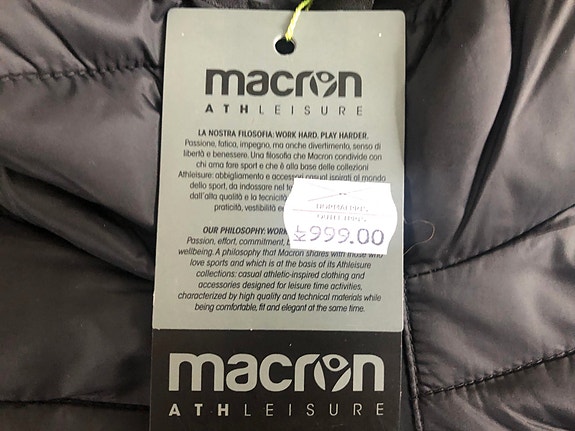 macron
ATHLEISURE
LA NOSTRA FILOSOFIA: WORK HARD. PLAY HARDER.
Passione, fatica, impegno, ma anche divertimento, senso di
libertà e benessere. Una filosofia che Macron condivide con
chi ama fare sport e che è alla base delle collezioni
Athleisure: abbigliamento e accessori casual ispirati al mondo
dello sport, da indossare nel
dall'alta qualità e la tecnicità
praticità, vestibilità
NORMALPRIS
OUTLETPRIS
KR 999.00
OUR PHILOSOPHY: WORK
Passion, effort, commitment,
wellbeing. A philosophy that Macron shares with those who
love sports and which is at the basis of its Athleisure
collections: casual athletic-inspired clothing and
accessories designed for leisure time activities,
characterized by high quality and technical materials while
being comfortable, fit and elegant at the same time.
macron
ATHLEISURE